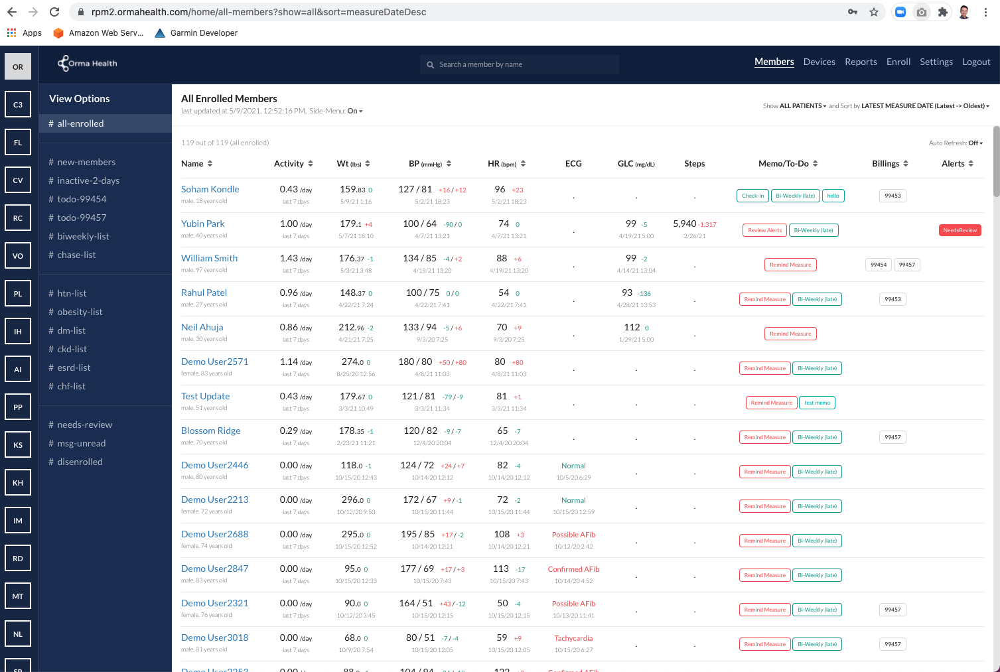 rpm2.ormahealth.com/home/all-members?show=all&sort=measureDateDesc
Apps Amazon Web Serv... Garmin Developer
OR
C3
FL
CV
RC
VO
PL
IH
AI
PP
KS
KH
IM
RD
MT
NL
Orma Health
Search a member by name
Members Devices Reports Enroll Settings Logout
View Options
# all-enrolled
# new-members
# inactive-2-days
# todo-99454
# todo-99457
# biweekly-list
# chase-list
# htn-list
# obesity-list
# dm-list
# ckd-list
# esrd-list
# chf-list
# needs-review
# msg-unread
# disenrolled
All Enrolled Members
last updated at 5/9/2021, 12:52:16 PM, Side-Menu: On
Show ALL PATIENTS and Sort by LATEST MEASURE DATE (Latest -> Oldest)
119 out of 119 (all enrolled)
Auto Refresh: Off
Name Activity Wt (lbs) BP (mmHg) HR (bpm) ECG GLC (mg/dL) Steps Memo/To-Do Billings Alerts
Soham Kondle 0.43 /day 159.83 0 127 / 81 +16 / +12 96 +23 . . . Check-in Bi-Weekly (late) hello 99453
male, 18 years old last 7 days 5/9/21 1:16 5/2/21 18:23 5/2/21 18:23
Yubin Park 1.00 /day 179.1 +4 100 / 64 -90 / 0 74 0 . 99 -5 5,940 -1,317 Review Alerts Bi-Weekly (late) NeedsReview
male, 40 years old last 7 days 5/7/21 18:10 4/7/21 13:21 4/7/21 13:21 4/19/21 5:00 2/26/21
William Smith 1.43 /day 176.37 -1 134 / 85 -4 / +2 88 +6 . 99 -2 . Remind Measure 99454 99457
male, 97 years old last 7 days 5/3/21 3:48 4/19/21 13:20 4/19/21 13:20 4/14/21 13:04
Rahul Patel 0.96 /day 148.37 0 100 / 75 0 / 0 54 0 . 93 -136 . Remind Measure Bi-Weekly (late) 99453
male, 27 years old last 7 days 4/22/21 7:24 4/22/21 7:41 4/22/21 7:41 4/28/21 13:53
Neil Ahuja 0.86 /day 212.96 -2 133 / 94 -5 / +6 70 +9 . 112 0 . Remind Measure
male, 30 years old last 7 days 4/21/21 7:25 9/3/20 7:25 9/3/20 7:25 1/29/21 5:00
Demo User2571 1.14 /day 274.0 0 180 / 80 +50 / +80 80 +80 . . . Remind Measure Bi-Weekly (late)
female, 83 years old last 7 days 8/25/20 12:56 4/8/21 11:03 4/8/21 11:03
Test Update 0.43 /day 179.67 0 121 / 81 -79 / -9 81 +1 . . . Remind Measure test memo
male, 51 years old last 7 days 3/3/21 10:49 3/3/21 11:34 3/3/21 11:34
Blossom Ridge 0.29 /day 178.35 -1 120 / 82 -9 / -7 65 -7 . . . Remind Measure Bi-Weekly (late) 99457
male, 70 years old last 7 days 2/23/21 11:21 12/4/20 20:04 12/4/20 20:04
Demo User2446 0.00 /day 118.0 -1 124 / 72 +24 / +7 82 -4 Normal . . Remind Measure Bi-Weekly (late)
male, 80 years old last 7 days 10/15/20 12:43 10/14/20 12:12 10/14/20 12:12 10/5/20 6:29
Demo User2213 0.00 /day 296.0 0 172 / 67 +9 / -1 72 -2 Normal . . Remind Measure Bi-Weekly (late)
female, 72 years old last 7 days 10/12/20 9:50 10/15/20 11:44 10/15/20 11:44 10/15/20 12:59
Demo User2688 0.00 /day 295.0 0 195 / 85 +17 / -2 108 +3 Possible AFib . . Remind Measure Bi-Weekly (late)
female, 74 years old last 7 days 10/15/20 12:52 10/14/20 12:21 10/14/20 12:21 10/12/20 2:42
Demo User2847 0.00 /day 95.0 0 177 / 69 +17 / +3 113 -17 Confirmed AFib . . Remind Measure Bi-Weekly (late)
male, 83 years old last 7 days 10/15/20 12:33 10/15/20 7:43 10/15/20 7:43 10/14/20 4:52
Demo User2321 0.00 /day 90.0 0 164 / 51 +43 / -12 50 -4 Possible AFib . . Remind Measure Bi-Weekly (late) 99457
female, 76 years old last 7 days 10/12/20 3:45 10/15/20 12:15 10/15/20 12:15 10/13/20 11:41
Demo User3018 0.00 /day 68.0 0 80 / 51 -7 / -4 59 +9 Tachycardia . . Remind Measure Bi-Weekly (late) 99457
male, 81 years old last 7 days 10/9/20 7:54 10/15/20 12:05 10/15/20 12:05 10/15/20 6:27